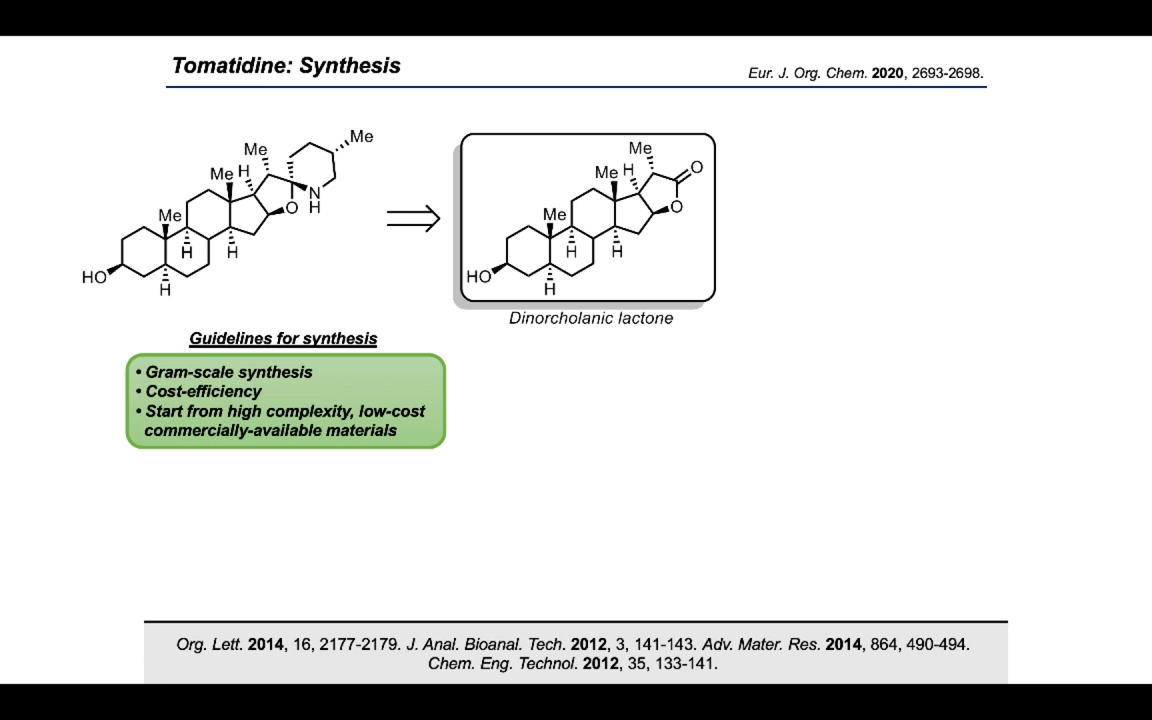 Tomatidine: Synthesis
Eur. J. Org. Chem. 2020, 2693-2698.
Me
Me
Me H
O
N
H
Me
H
H
HO
H
Me
O
Me H
O
Me
H
H
HO
H
Dinorcholanic lactone
Guidelines for synthesis
• Gram-scale synthesis
• Cost-efficiency
• Start from high complexity, low-cost
commercially-available materials
Org. Lett. 2014, 16, 2177-2179. J. Anal. Bioanal. Tech. 2012, 3, 141-143. Adv. Mater. Res. 2014, 864, 490-494.
Chem. Eng. Technol. 2012, 35, 133-141.